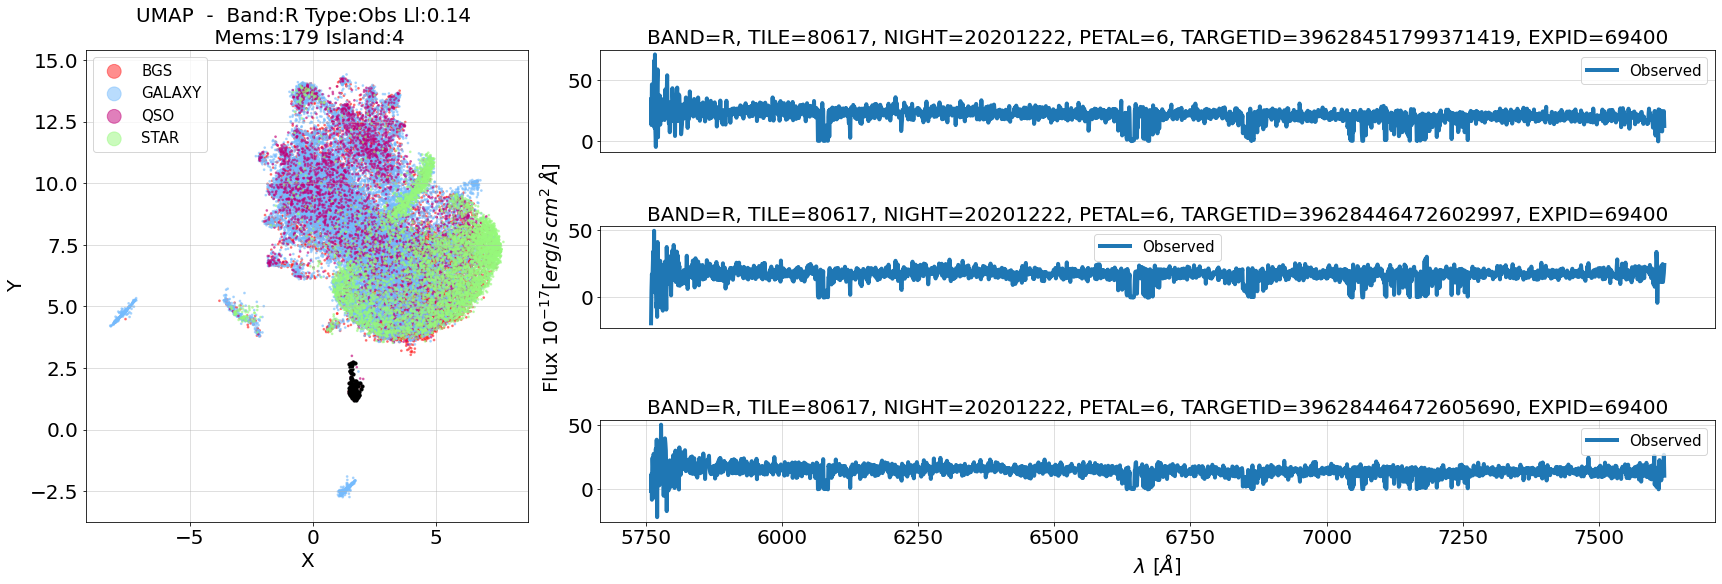 UMAP  -  Band:R Type:Obs Ll:0.14
Mems:179 Island:4
BGS
GALAXY
QSO
STAR
15.0
12.5
10.0
7.5
5.0
2.5
0.0
−2.5
Y
−5
0
5
X
BAND=R, TILE=80617, NIGHT=20201222, PETAL=6, TARGETID=39628451799371419, EXPID=69400
Observed
50
0
BAND=R, TILE=80617, NIGHT=20201222, PETAL=6, TARGETID=39628446472602997, EXPID=69400
Observed
50
0
Flux 10⁻¹⁷[erg/s cm² Å]
BAND=R, TILE=80617, NIGHT=20201222, PETAL=6, TARGETID=39628446472605690, EXPID=69400
Observed
50
0
5750
6000
6250
6500
6750
7000
7250
7500
λ [Å]